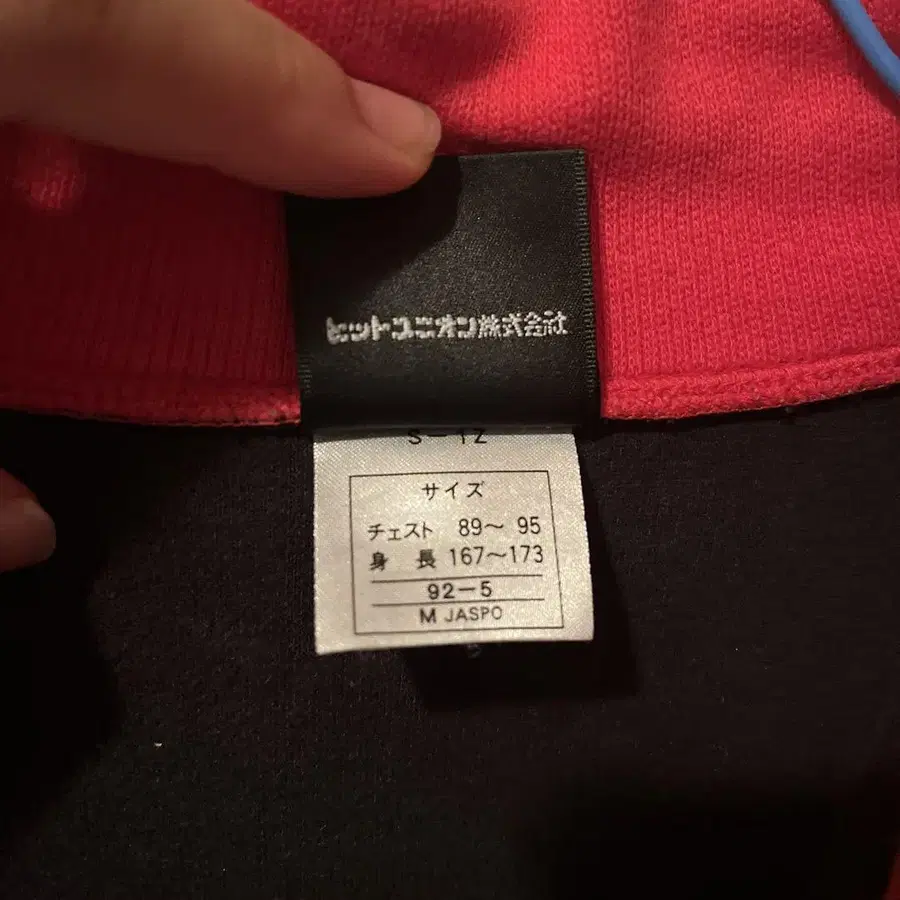 ヒットユニオン株式会社
S-1Z
サイズ
チェスト 89～ 95
身 長 167～173
92-5
M JASPO